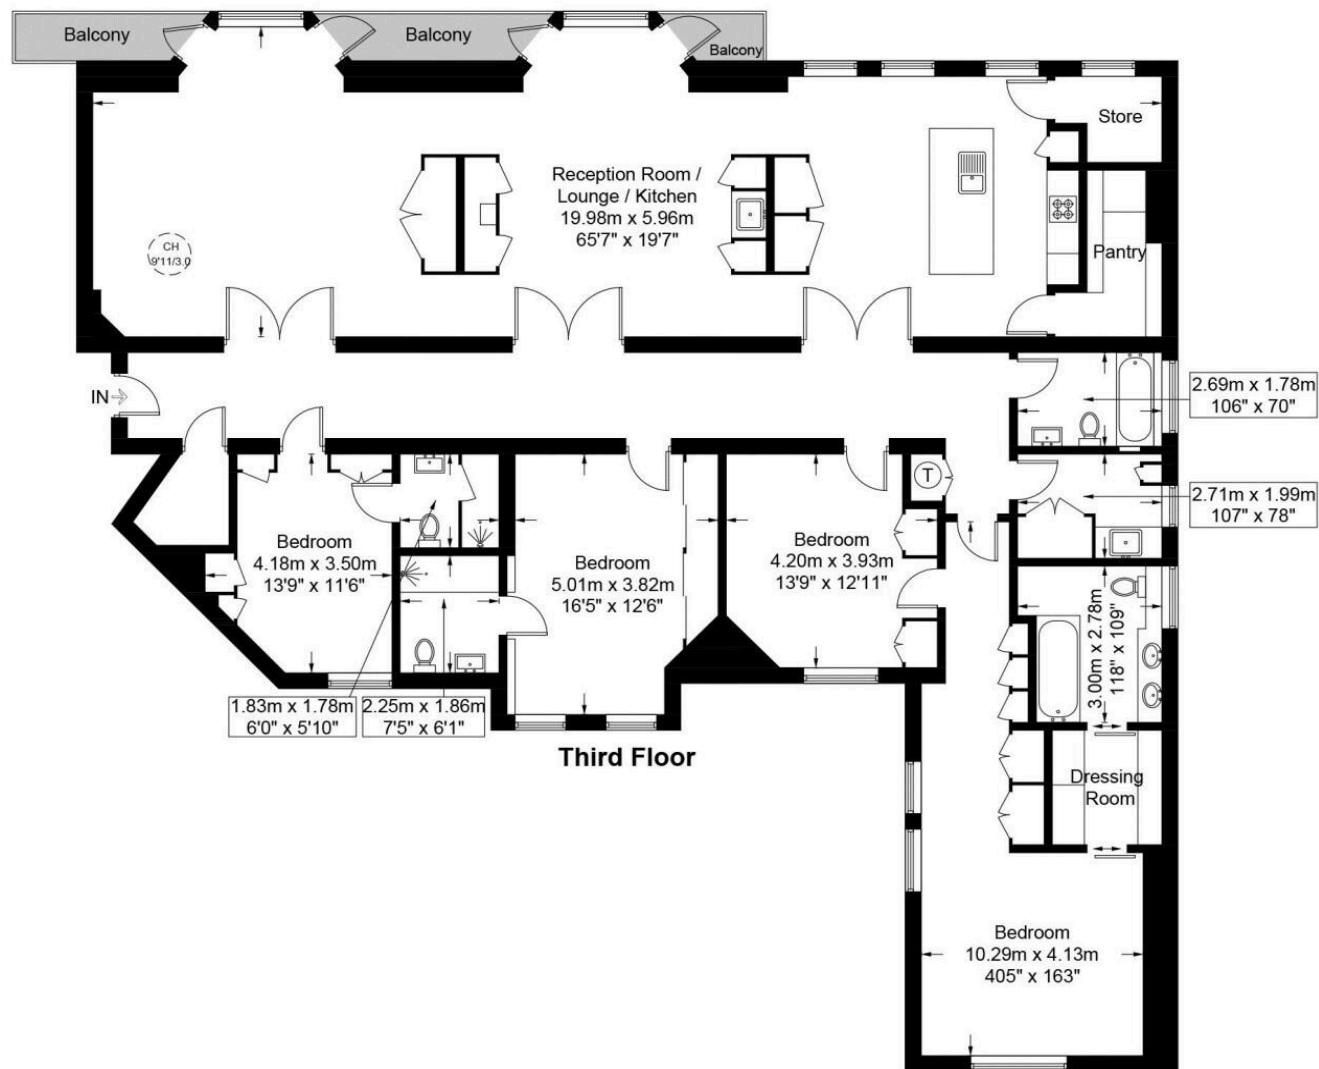 Balcony
Balcony
Balcony
Store
Reception Room /
Lounge / Kitchen
19.98m x 5.96m
65'7" x 19'7"
CH
9'11/3.0
Pantry
IN
2.69m x 1.78m
106" x 70"
T
2.71m x 1.99m
107" x 78"
Bedroom
4.18m x 3.50m
13'9" x 11'6"
Bedroom
5.01m x 3.82m
16'5" x 12'6"
Bedroom
4.20m x 3.93m
13'9" x 12'11"
3.00m x 2.78m
118" x 109"
1.83m x 1.78m
6'0" x 5'10"
2.25m x 1.86m
7'5" x 6'1"
Third Floor
Dressing
Room
Bedroom
10.29m x 4.13m
405" x 163"